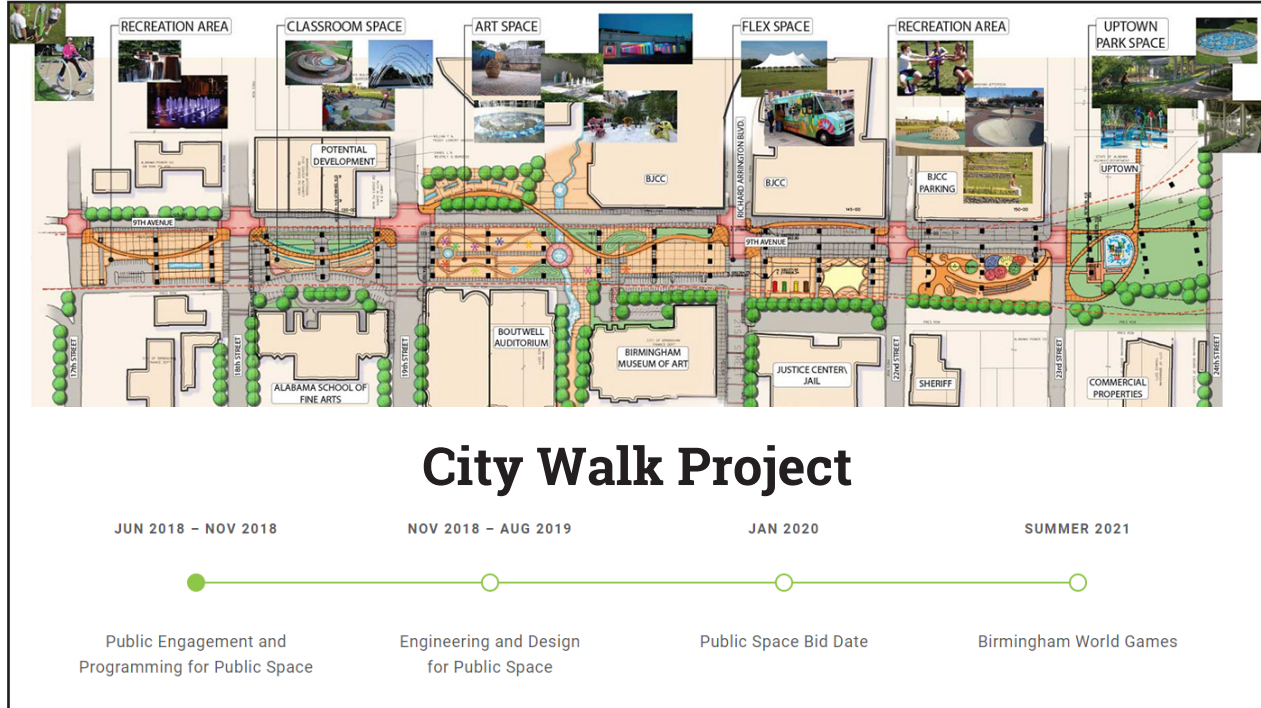 RECREATION AREA
CLASSROOM SPACE
ART SPACE
FLEX SPACE
RECREATION AREA
UPTOWN
PARK SPACE
POTENTIAL
DEVELOPMENT
BJCC
RICHARD ARRINGTON BLVD.
BJCC
BJCC
PARKING
UPTOWN
9TH AVENUE
9TH AVENUE
17th STREET
18th STREET
ALABAMA SCHOOL OF
FINE ARTS
19th STREET
BOUTWELL
AUDITORIUM
BIRMINGHAM
MUSEUM OF ART
JUSTICE CENTER\
JAIL
22nd STREET
SHERIFF
23rd STREET
COMMERCIAL
PROPERTIES
24th STREET
City Walk Project
JUN 2018 – NOV 2018
NOV 2018 – AUG 2019
JAN 2020
SUMMER 2021
Public Engagement and
Programming for Public Space
Engineering and Design
for Public Space
Public Space Bid Date
Birmingham World Games